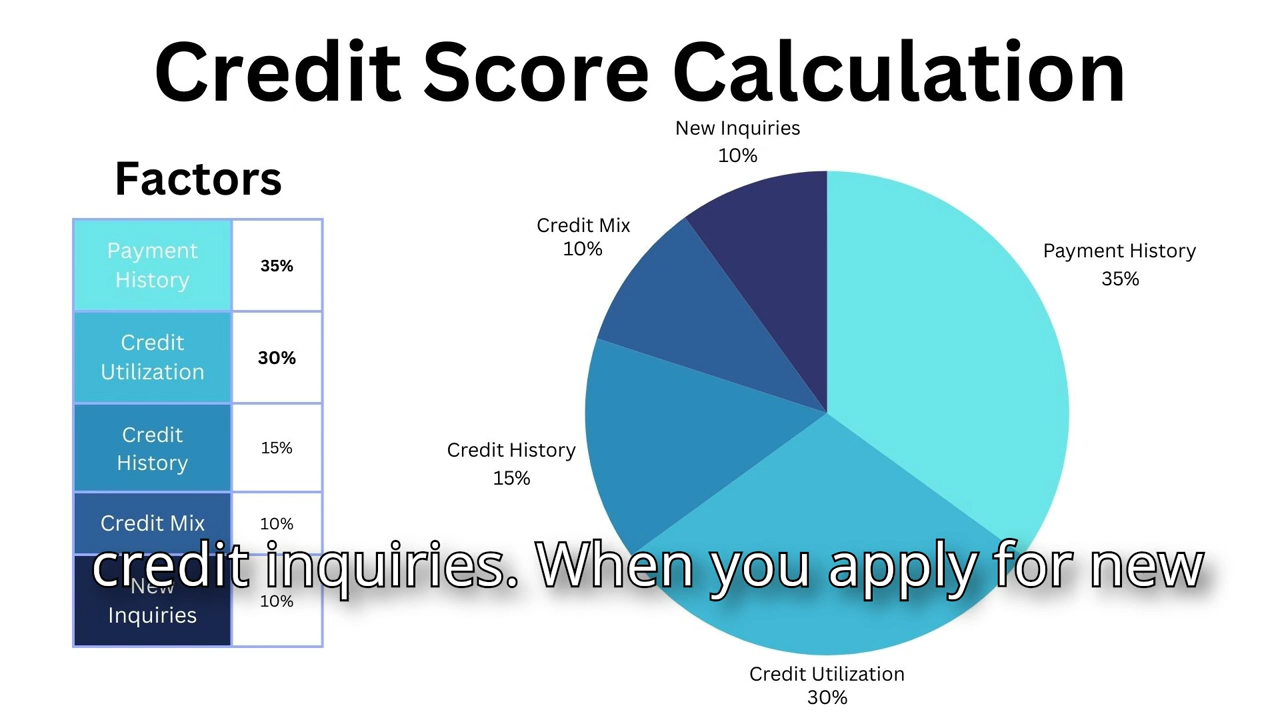 Credit Score Calculation
Factors
Payment
History
35%
Credit
Utilization
30%
Credit
History
15%
Credit Mix
10%
New
Inquiries
10%
New Inquiries
10%
Credit Mix
10%
Payment History
35%
Credit History
15%
Credit Utilization
30%
credit inquiries. When you apply for new